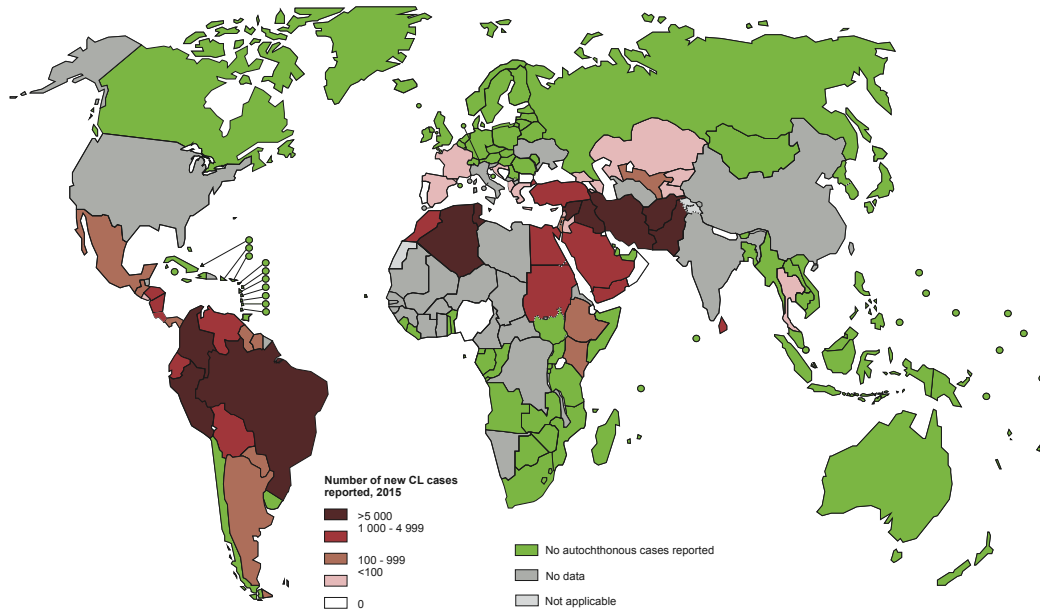 Number of new CL cases
reported, 2015
>5 000
1 000 - 4 999
100 - 999
<100
0
No autochthonous cases reported
No data
Not applicable